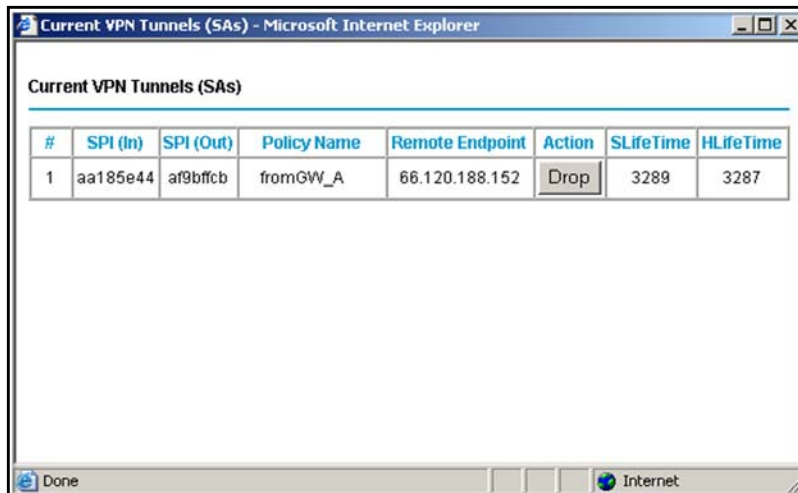 Current VPN Tunnels (SAs) - Microsoft Internet Explorer
Current VPN Tunnels (SAs)
# SPI (In) SPI (Out) Policy Name Remote Endpoint Action SLifeTime HLifeTime
1 aa185e44 af9bffcb fromGW_A 66.120.188.152 Drop 3289 3287
Done Internet